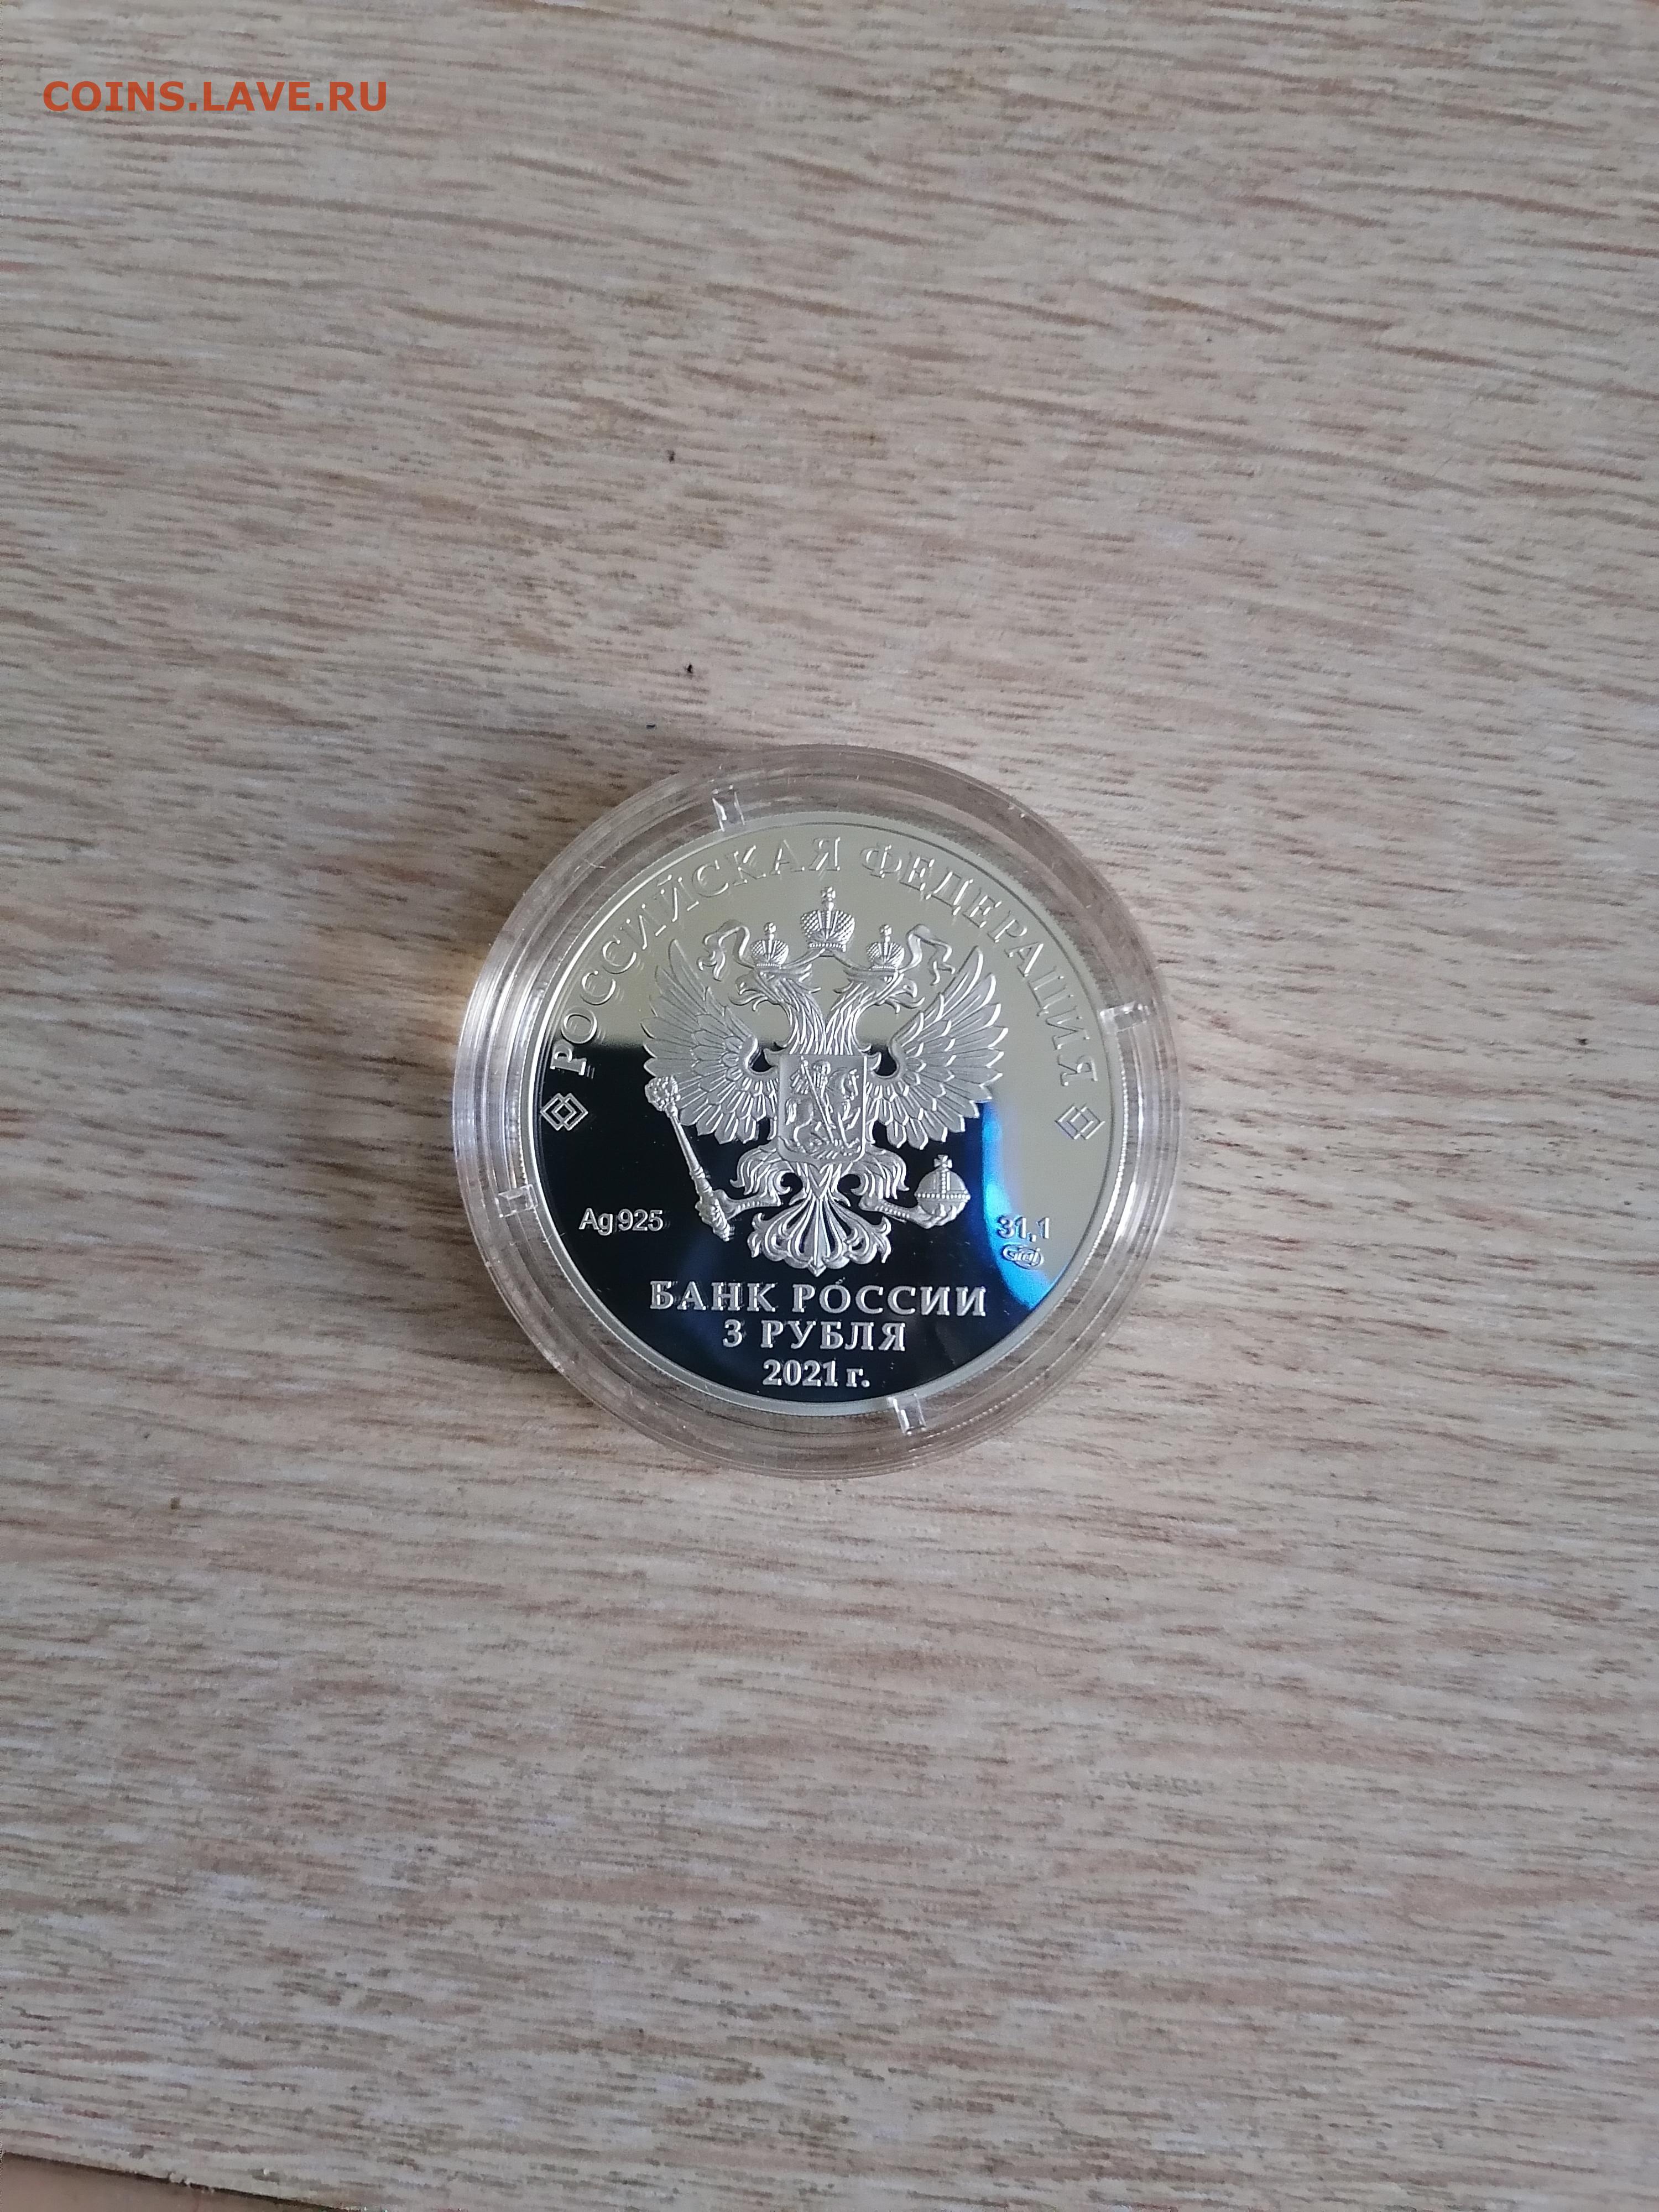 COINS.LAVE.RU
РОССИЙСКАЯ ФЕДЕРАЦИЯ
Ag 925
31,1
БАНК РОССИИ
3 РУБЛЯ
2021 г.